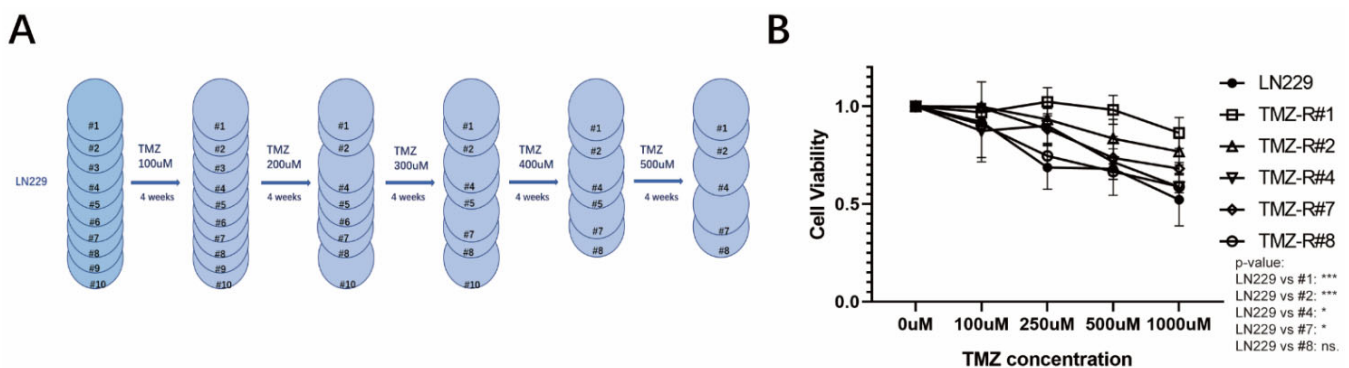 A
LN229
#1
#2
#3
#4
#5
#6
#7
#8
#9
#10
TMZ
100uM
4 weeks
#1
#2
#3
#4
#5
#6
#7
#8
#9
#10
TMZ
200uM
4 weeks
#1
#2
#4
#5
#6
#7
#8
#10
TMZ
300uM
4 weeks
#1
#2
#4
#5
#7
#8
#10
TMZ
400uM
4 weeks
#1
#2
#4
#5
#7
#8
TMZ
500uM
4 weeks
#1
#2
#4
#7
#8
B
Cell Viability
1.0
0.5
0.0
0uM 100uM 250uM 500uM 1000uM
TMZ concentration
LN229
TMZ-R#1
TMZ-R#2
TMZ-R#4
TMZ-R#7
TMZ-R#8
p-value:
LN229 vs #1: ***
LN229 vs #2: ***
LN229 vs #4: *
LN229 vs #7: *
LN229 vs #8: ns.